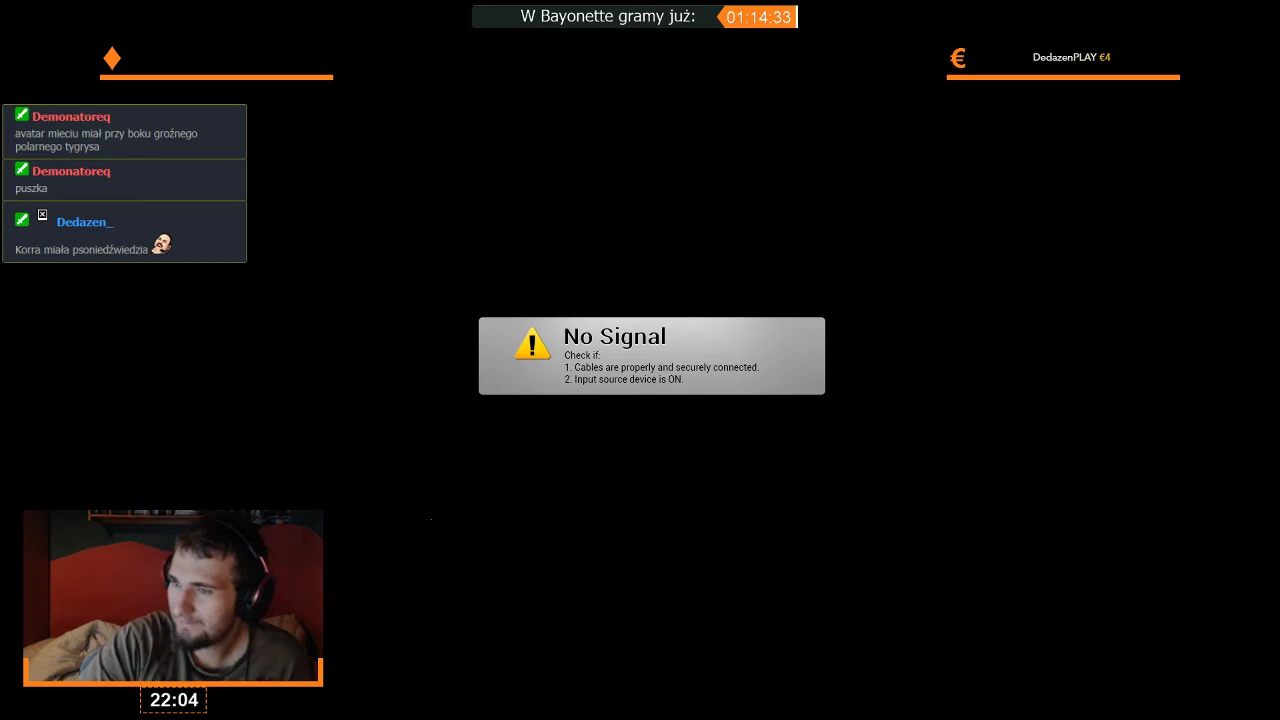 W Bayonette gramy już: 01:14:33
€ DedazenPLAY €4
Demonatoreq
avatar mieciu miał przy boku groźnego
polarnego tygrysa
Demonatoreq
puszka
Dedazen_
Korra miała psoniedźwiedzia
No Signal
Check if:
1. Cables are properly and securely connected.
2. Input source device is ON.
22:04